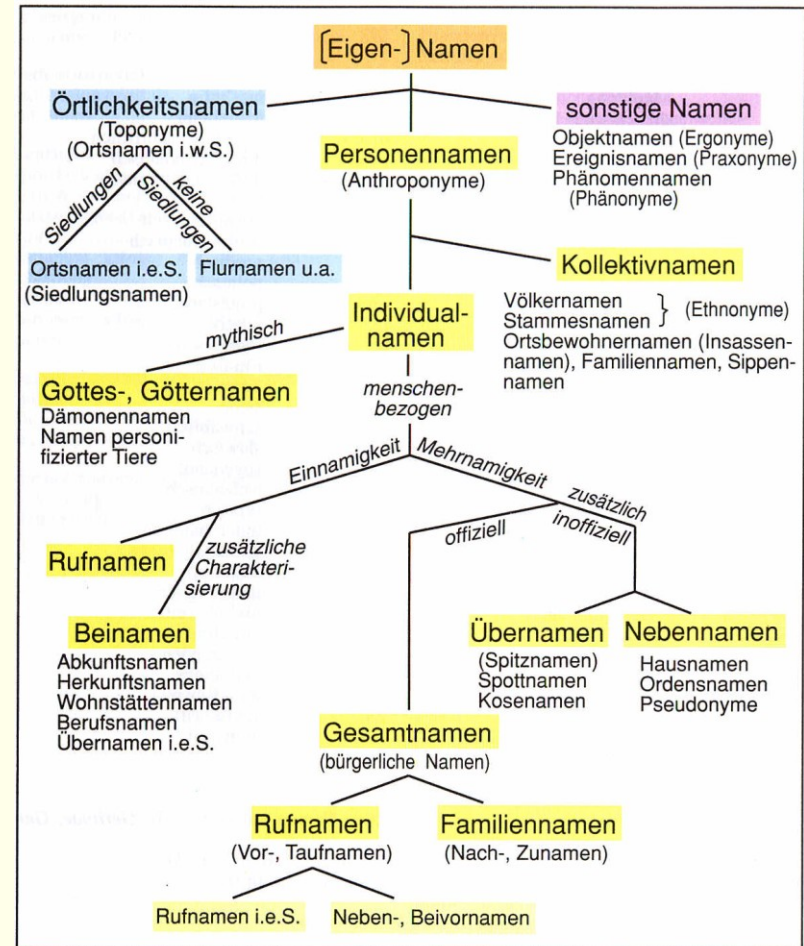 [Eigen-] Namen
Örtlichkeitsnamen
(Toponyme)
(Ortsnamen i.w.S.)
Siedlungen
keine
Siedlungen
Ortsnamen i.e.S.
(Siedlungsnamen)
Flurnamen u.a.
Personennamen
(Anthroponyme)
sonstige Namen
Objektnamen (Ergonyme)
Ereignisnamen (Praxonyme)
Phänomennamen
(Phänonyme)
Kollektivnamen
Völkernamen
Stammesnamen } (Ethnonyme)
Ortsbewohnernamen (Insassen-
namen), Familiennamen, Sippen-
namen
Individual-
namen
mythisch
Gottes-, Götternamen
Dämonennamen
Namen personi-
fizierter Tiere
menschen-
bezogen
Einnamigkeit
Mehrnamigkeit
Rufnamen
zusätzliche
Charakteri-
sierung
Beinamen
Abkunftsnamen
Herkunftsnamen
Wohnstättennamen
Berufsnamen
Übernamen i.e.S.
offiziell
zusätzlich
inoffiziell
Übernamen
(Spitznamen)
Spottnamen
Kosenamen
Nebennamen
Hausnamen
Ordensnamen
Pseudonyme
Gesamtnamen
(bürgerliche Namen)
Rufnamen
(Vor-, Taufnamen)
Familiennamen
(Nach-, Zunamen)
Rufnamen i.e.S.
Neben-, Beivornamen